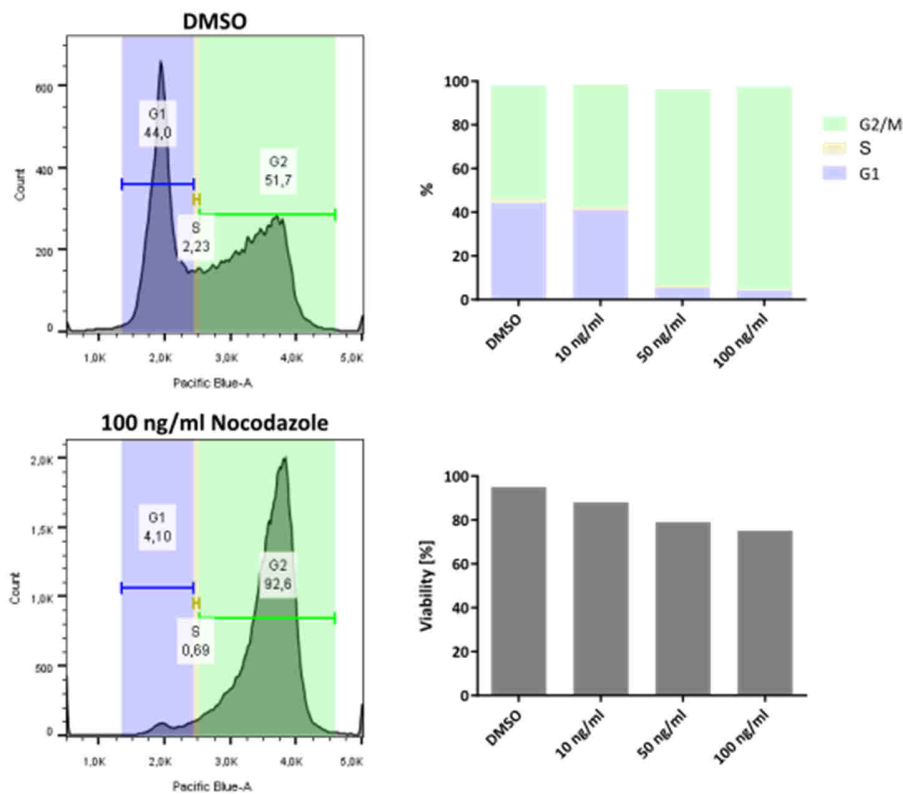 DMSO
600
400
200
0
Count
G1
44,0
S
2,23
G2
51,7
1,0K 2,0K 3,0K 4,0K 5,0K
Pacific Blue-A
100
80
60
40
20
0
%
DMSO
10 ng/ml
50 ng/ml
100 ng/ml
G2/M
S
G1
100 ng/ml Nocodazole
2,0K
1,5K
1,0K
500
0
Count
G1
4,10
S
0,69
G2
92,6
1,0K 2,0K 3,0K 4,0K 5,0K
Pacific Blue-A
100
80
60
40
20
0
Viability [%]
DMSO
10 ng/ml
50 ng/ml
100 ng/ml